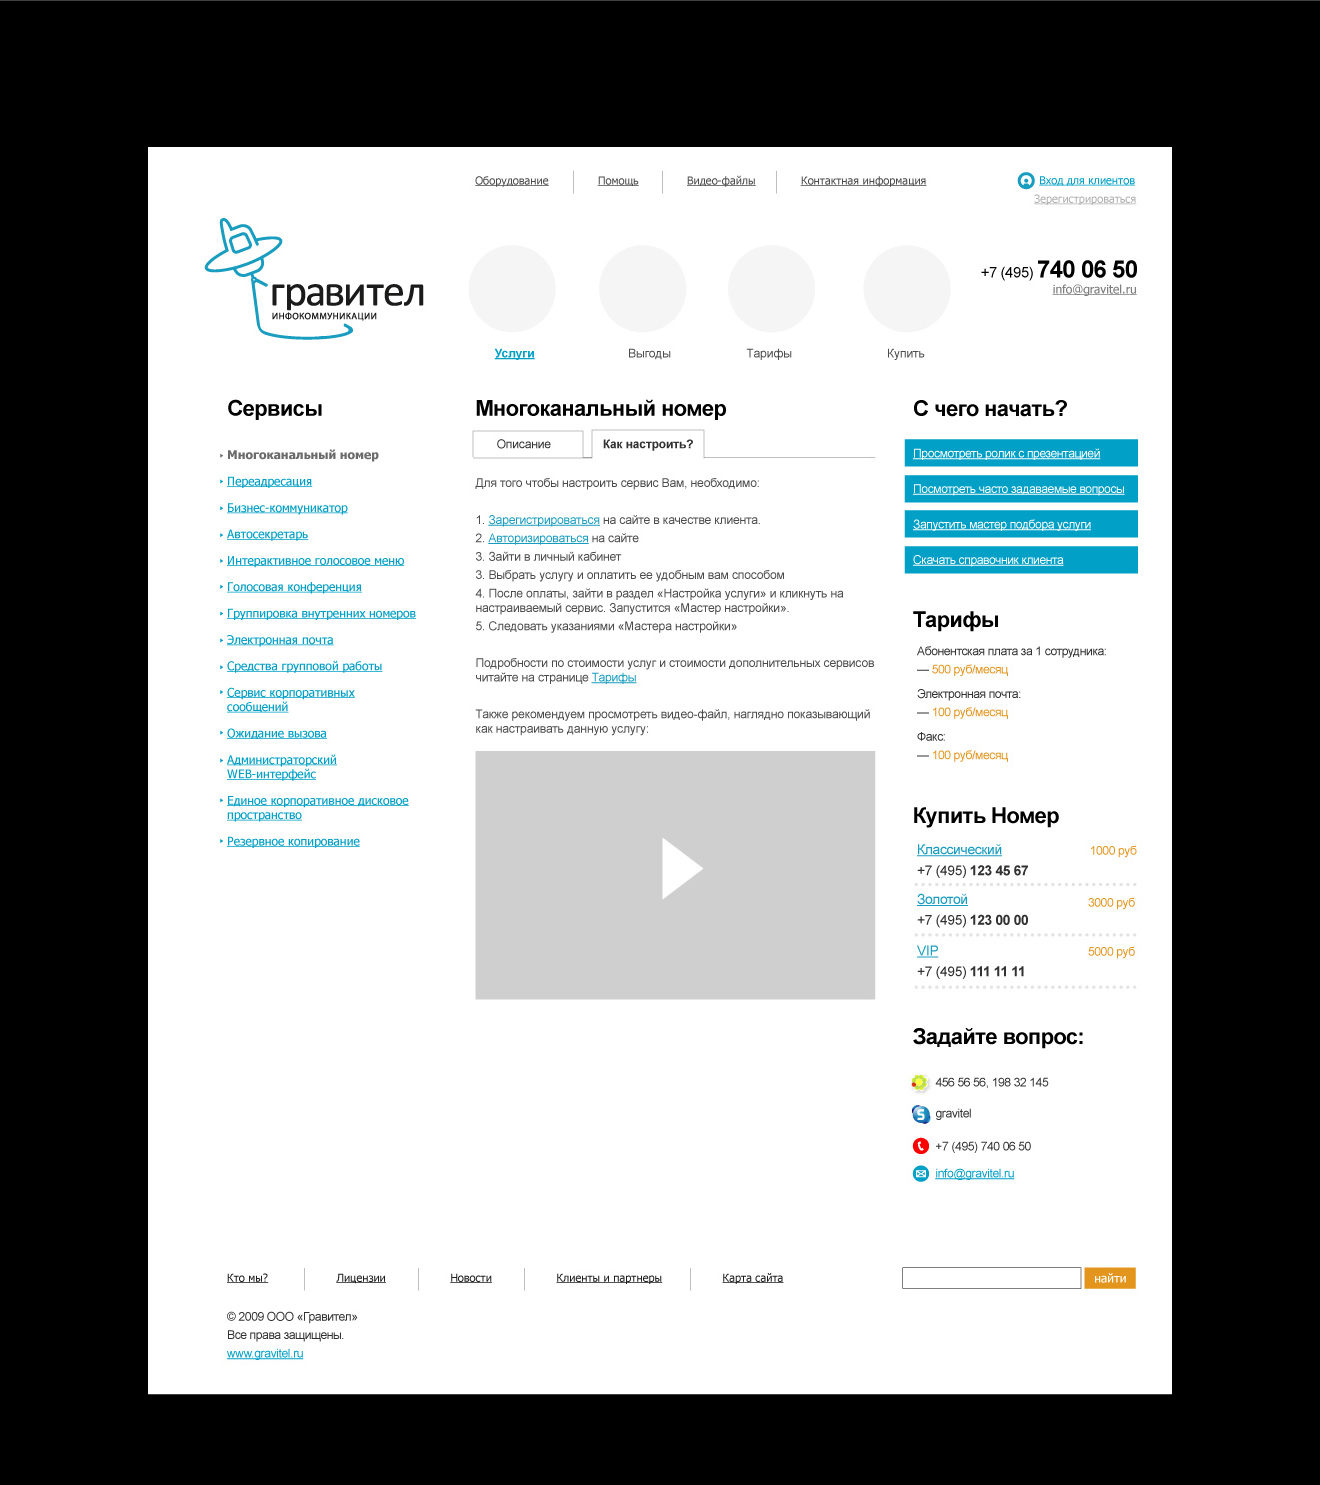 Оборудование
Помощь
Видео-файлы
Контактная информация
Вход для клиентов
Зерегистрироваться
гравител
инфокоммуникации
+7 (495) 740 06 50
info@gravitel.ru
Услуги
Выгоды
Тарифы
Купить
Сервисы
Многоканальный номер
Переадресация
Бизнес-коммуникатор
Автосекретарь
Интерактивное голосовое меню
Голосовая конференция
Группировка внутренних номеров
Электронная почта
Средства групповой работы
Сервис корпоративных
сообщений
Ожидание вызова
Администраторский
WEB-интерфейс
Единое корпоративное дисковое
пространство
Резервное копирование
Многоканальный номер
Описание
Как настроить?
Для того чтобы настроить сервис Вам, необходимо:
1. Зарегистрироваться на сайте в качестве клиента.
2. Авторизироваться на сайте
3. Зайти в личный кабинет
3. Выбрать услугу и оплатить ее удобным вам способом
4. После оплаты, зайти в раздел «Настройка услуги» и кликнуть на
настраиваемый сервис. Запустится «Мастер настройки».
5. Следовать указаниями «Мастера настройки»
Подробности по стоимости услуг и стоимости дополнительных сервисов
читайте на странице Тарифы
Также рекомендуем просмотреть видео-файл, наглядно показывающий
как настраивать данную услугу:
С чего начать?
Просмотреть ролик с презентацией
Посмотреть часто задаваемые вопросы
Запустить мастер подбора услуги
Скачать справочник клиента
Тарифы
Абонентская плата за 1 сотрудника:
— 500 руб/месяц
Электронная почта:
— 100 руб/месяц
Факс:
— 100 руб/месяц
Купить Номер
Классический 1000 руб
+7 (495) 123 45 67
Золотой 3000 руб
+7 (495) 123 00 00
VIP 5000 руб
+7 (495) 111 11 11
Задайте вопрос:
456 56 56, 198 32 145
gravitel
+7 (495) 740 06 50
info@gravitel.ru
Кто мы?
Лицензии
Новости
Клиенты и партнеры
Карта сайта
найти
© 2009 ООО «Гравител»
Все права защищены.
www.gravitel.ru